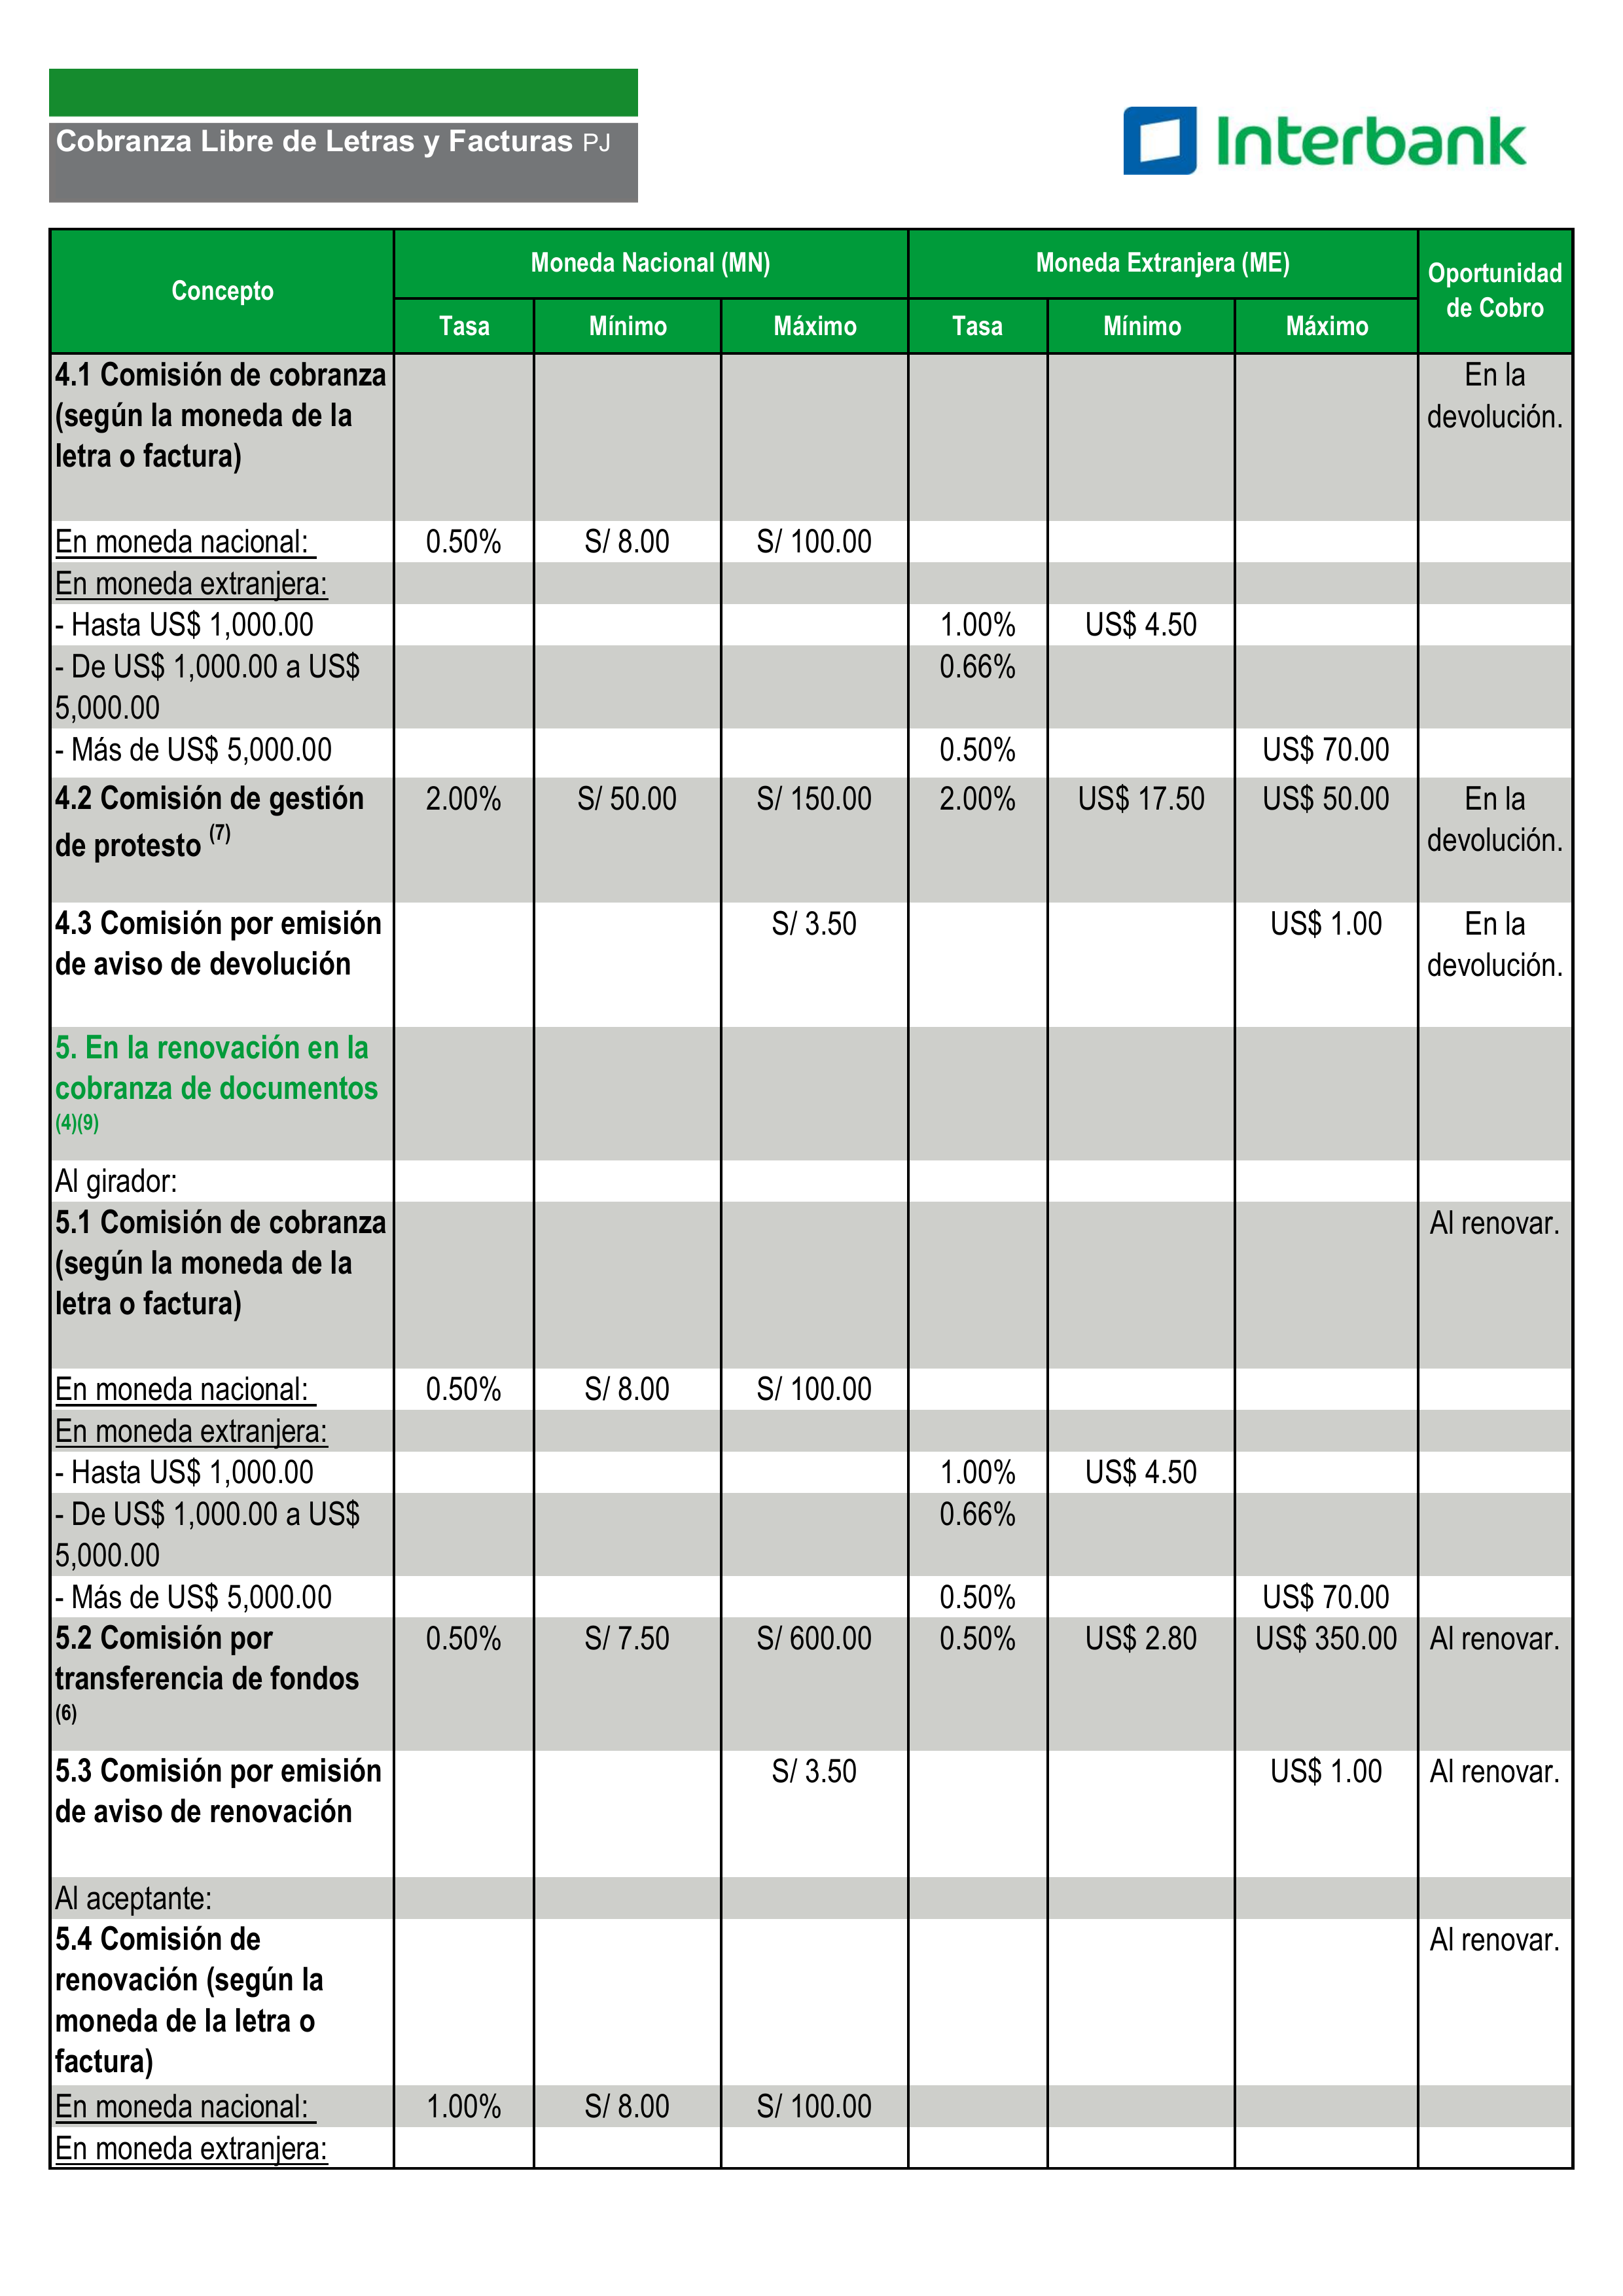 Cobranza Libre de Letras y Facturas PJ
Interbank
Concepto
Moneda Nacional (MN)
Moneda Extranjera (ME)
Oportunidad
de Cobro
Tasa
Mínimo
Máximo
Tasa
Mínimo
Máximo
4.1 Comisión de cobranza
(según la moneda de la
letra o factura)
En la
devolución.
En moneda nacional: 0.50% S/ 8.00 S/ 100.00
En moneda extranjera:
- Hasta US$ 1,000.00 1.00% US$ 4.50
- De US$ 1,000.00 a US$ 0.66%
5,000.00
- Más de US$ 5,000.00 0.50% US$ 70.00
4.2 Comisión de gestión
de protesto (7)
2.00% S/ 50.00 S/ 150.00 2.00% US$ 17.50 US$ 50.00
En la
devolución.
4.3 Comisión por emisión
de aviso de devolución
S/ 3.50 US$ 1.00
En la
devolución.
5. En la renovación en la
cobranza de documentos
(4)(9)
Al girador:
5.1 Comisión de cobranza
(según la moneda de la
letra o factura)
Al renovar.
En moneda nacional: 0.50% S/ 8.00 S/ 100.00
En moneda extranjera:
- Hasta US$ 1,000.00 1.00% US$ 4.50
- De US$ 1,000.00 a US$ 0.66%
5,000.00
- Más de US$ 5,000.00 0.50% US$ 70.00
5.2 Comisión por
transferencia de fondos
(6)
0.50% S/ 7.50 S/ 600.00 0.50% US$ 2.80 US$ 350.00 Al renovar.
5.3 Comisión por emisión
de aviso de renovación
S/ 3.50 US$ 1.00 Al renovar.
Al aceptante:
5.4 Comisión de
renovación (según la
moneda de la letra o
factura)
Al renovar.
En moneda nacional: 1.00% S/ 8.00 S/ 100.00
En moneda extranjera: